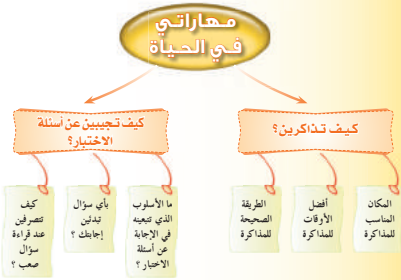 مهاراتي
في الحياة
كيف تذاكرين؟
كيف تجيبين عن أسئلة
الاختبار؟
المكان
المناسب
للمذاكرة
أفضل
الأوقات
للمذاكرة
الطريقة
الصحيحة
للمذاكرة
ما الأسلوب
الذي تتبعينه
في الإجابة
عن أسئلة
الاختبار ؟
بأي سؤال
تبدئين
إجابتك ؟
كيف
تتصرفين
عند قراءة
سؤال
صعب ؟